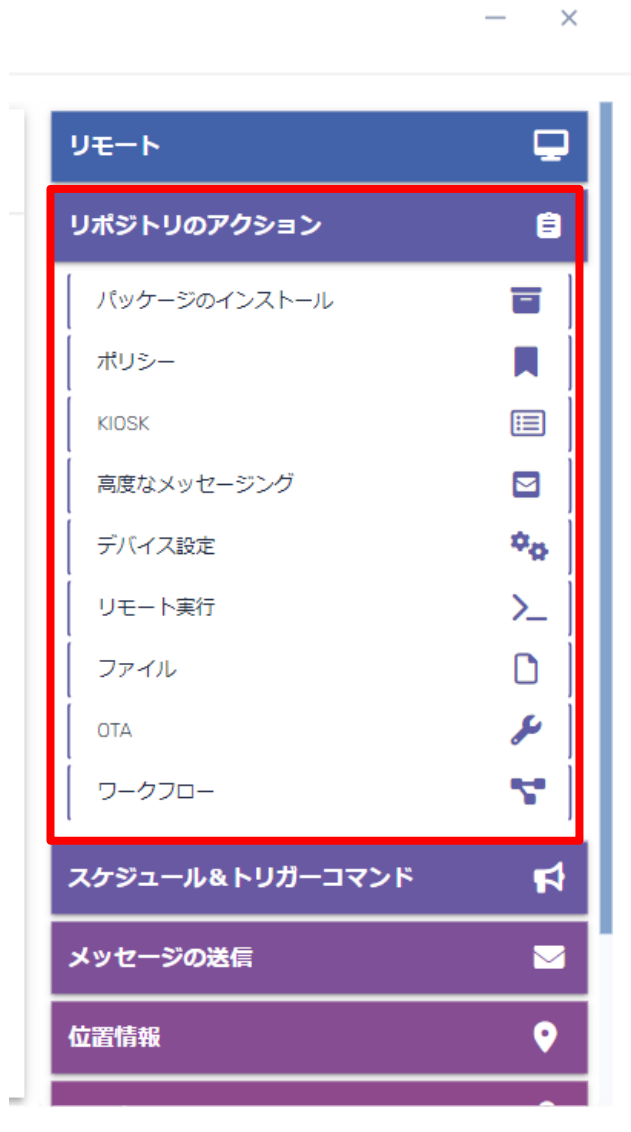 リモート
リポジトリのアクション
パッケージのインストール
ポリシー
KIOSK
高度なメッセージング
デバイス設定
リモート実行
ファイル
OTA
ワークフロー
スケジュール&トリガーコマンド
メッセージの送信
位置情報